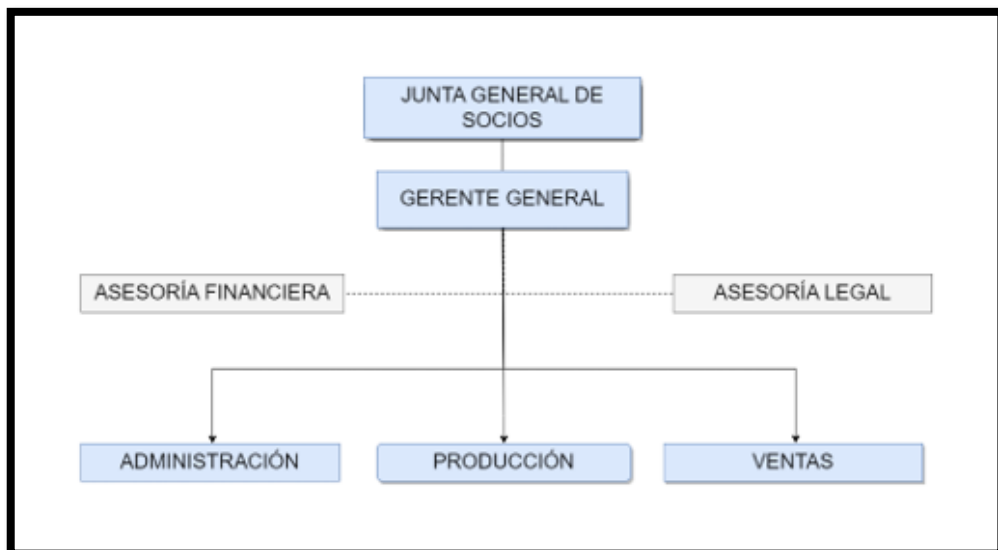 JUNTA GENERAL DE
SOCIOS
GERENTE GENERAL
ASESORÍA FINANCIERA
ASESORÍA LEGAL
ADMINISTRACIÓN
PRODUCCIÓN
VENTAS